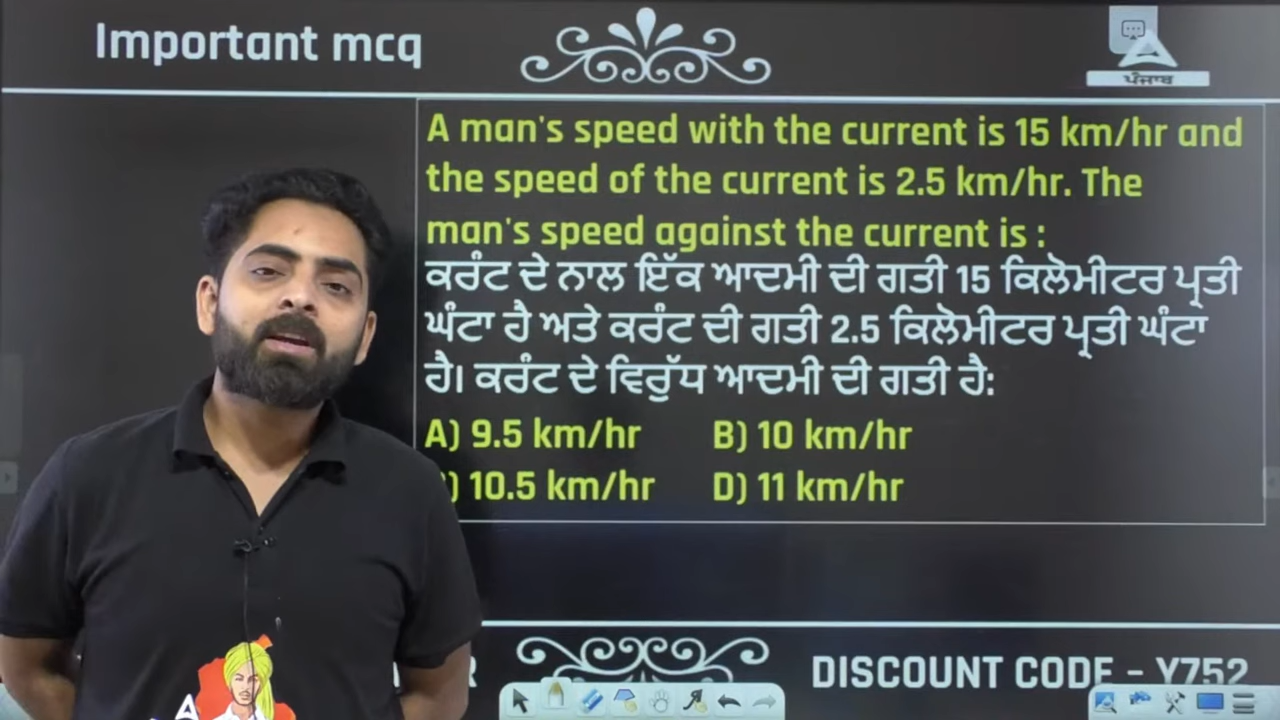 Important mcq
ਪੰਜਾਬ
A man's speed with the current is 15 km/hr and
the speed of the current is 2.5 km/hr. The
man's speed against the current is :
ਕਰੰਟ ਦੇ ਨਾਲ ਇੱਕ ਆਦਮੀ ਦੀ ਗਤੀ 15 ਕਿਲੋਮੀਟਰ ਪ੍ਰਤੀ
ਘੰਟਾ ਹੈ ਅਤੇ ਕਰੰਟ ਦੀ ਗਤੀ 2.5 ਕਿਲੋਮੀਟਰ ਪ੍ਰਤੀ ਘੰਟਾ
ਹੈ। ਕਰੰਟ ਦੇ ਵਿਰੁੱਧ ਆਦਮੀ ਦੀ ਗਤੀ ਹੈ:
A) 9.5 km/hr B) 10 km/hr
) 10.5 km/hr D) 11 km/hr
DISCOUNT CODE - Y752